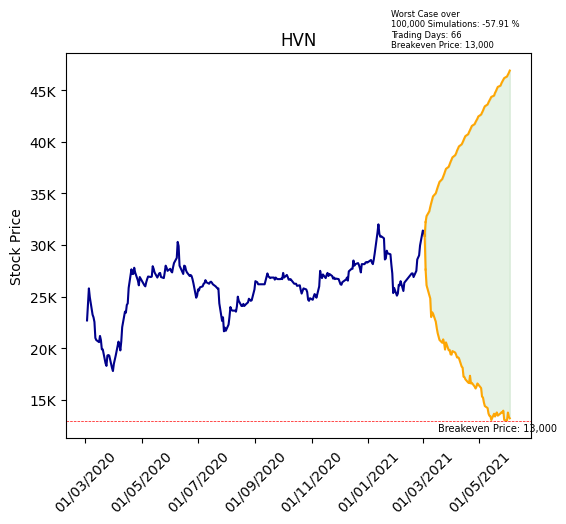 Worst Case over
100,000 Simulations: -57.91 %
Trading Days: 66
Breakeven Price: 13,000
HVN
Stock Price
45K
40K
35K
30K
25K
20K
15K
Breakeven Price: 13,000
01/03/2020
01/05/2020
01/07/2020
01/09/2020
01/11/2020
01/01/2021
01/03/2021
01/05/2021